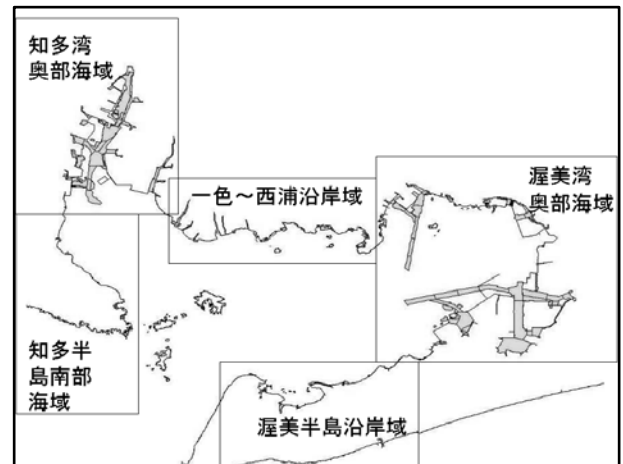 知多湾
奥部海域
一色～西浦沿岸域
渥美湾
奥部海域
知多半
島南部
海域
渥美半島沿岸域